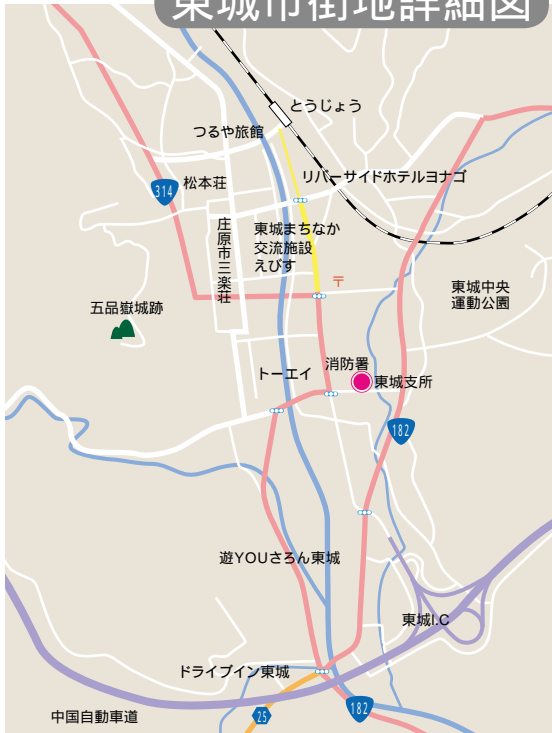 東城市街地詳細図
とうじょう
つるや旅館
リバーサイドホテルヨナゴ
松本荘
314
庄原市三楽荘
東城まちなか
交流施設
えびす
〒
東城中央
運動公園
五品嶽城跡
消防署
トーエイ
東城支所
182
遊YOUさろん東城
東城I.C
ドライブイン東城
中国自動車道
25
182